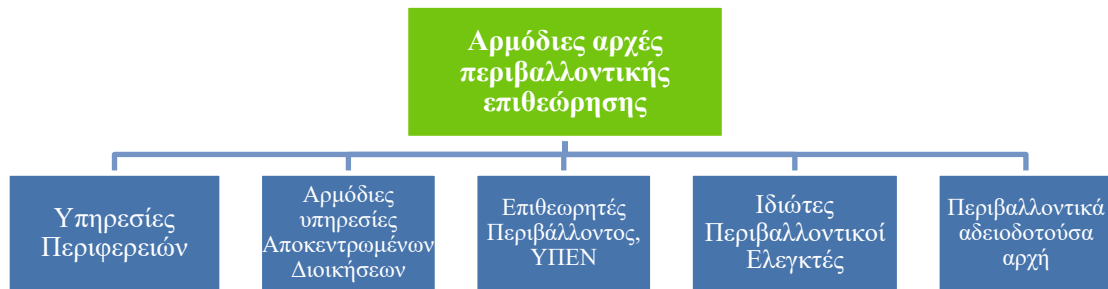 Αρμόδιες αρχές
περιβαλλοντικής
επιθεώρησης
Υπηρεσίες
Περιφερειών
Αρμόδιες
υπηρεσίες
Αποκεντρωμένων
Διοικήσεων
Επιθεωρητές
Περιβάλλοντος,
ΥΠΕΝ
Ιδιώτες
Περιβαλλοντικοί
Ελεγκτές
Περιβαλλοντικά
αδειοδοτούσα
αρχή